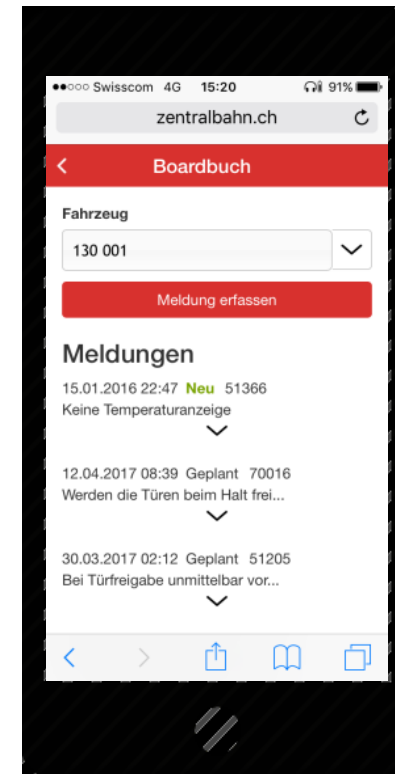 Swisscom 4G 15:20 91%
zentralbahn.ch
Boardbuch
Fahrzeug
130 001
Meldung erfassen
Meldungen
15.01.2016 22:47 Neu 51366
Keine Temperaturanzeige
12.04.2017 08:39 Geplant 70016
Werden die Türen beim Halt frei...
30.03.2017 02:12 Geplant 51205
Bei Türfreigabe unmittelbar vor...